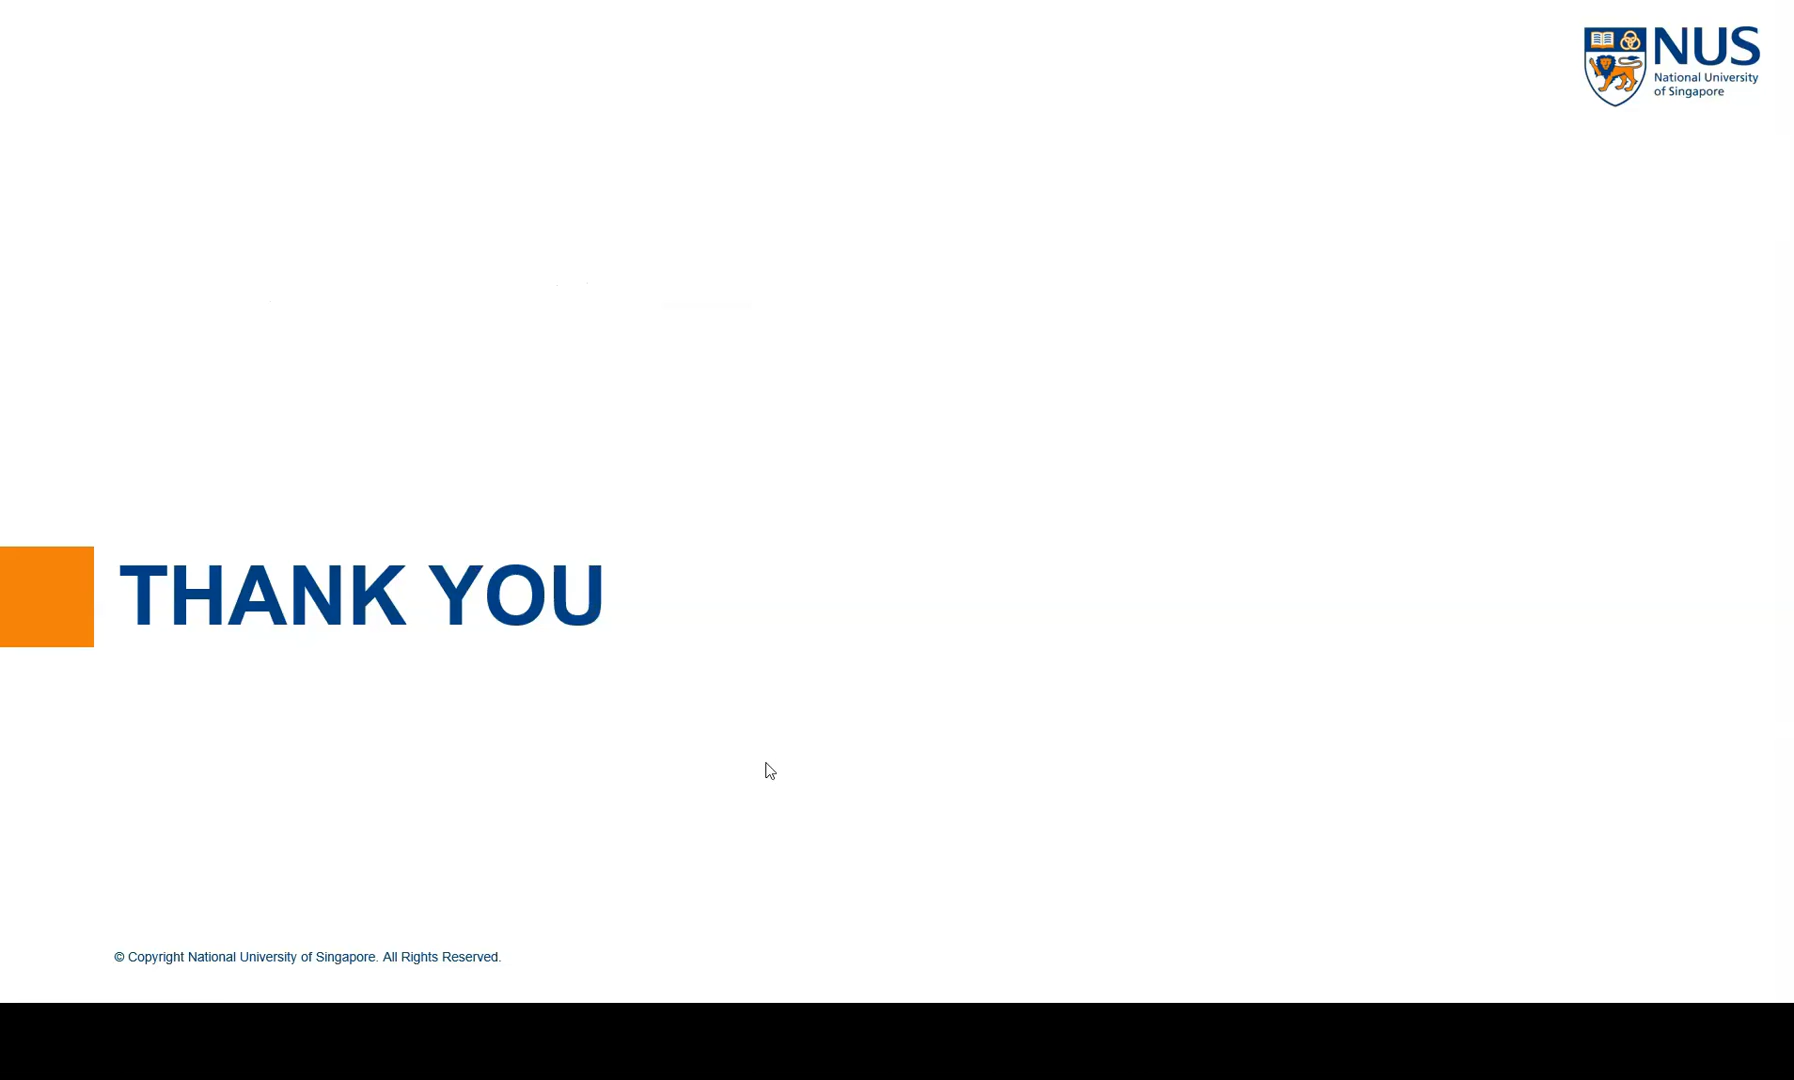 NUS
National University
of Singapore
THANK YOU
© Copyright National University of Singapore. All Rights Reserved.